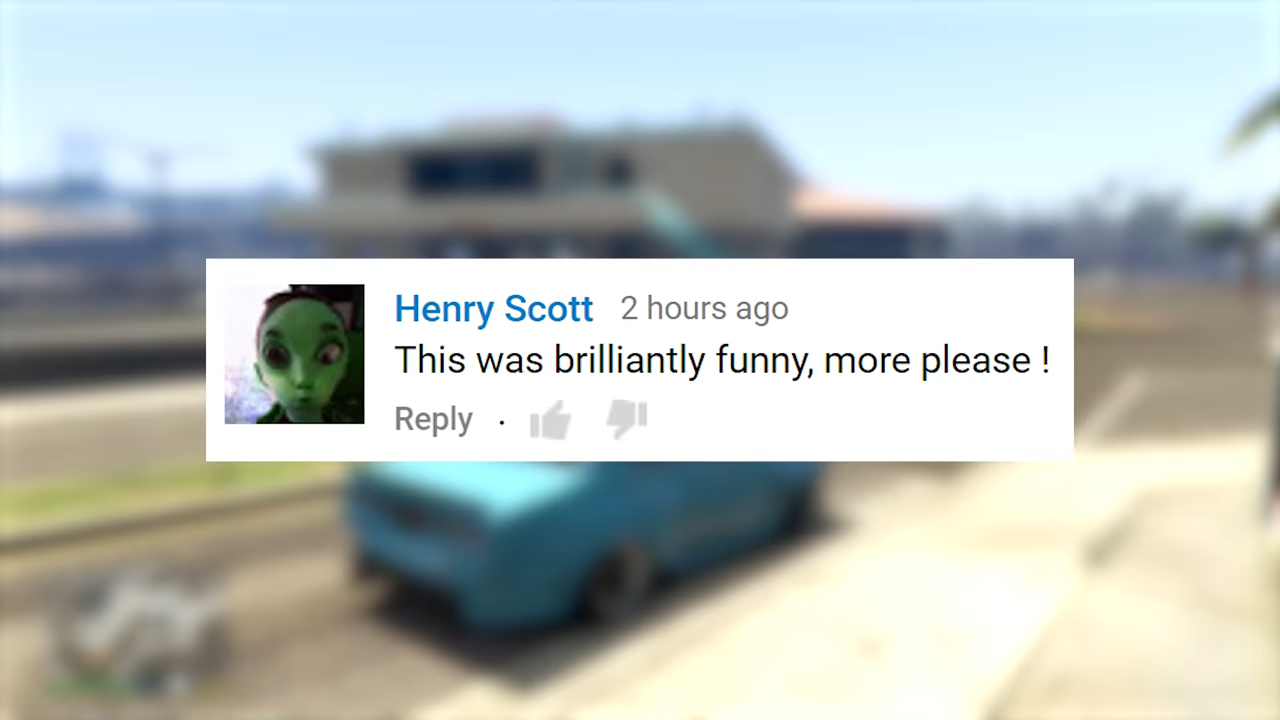 Henry Scott 2 hours ago
This was brilliantly funny, more please !
Reply ·